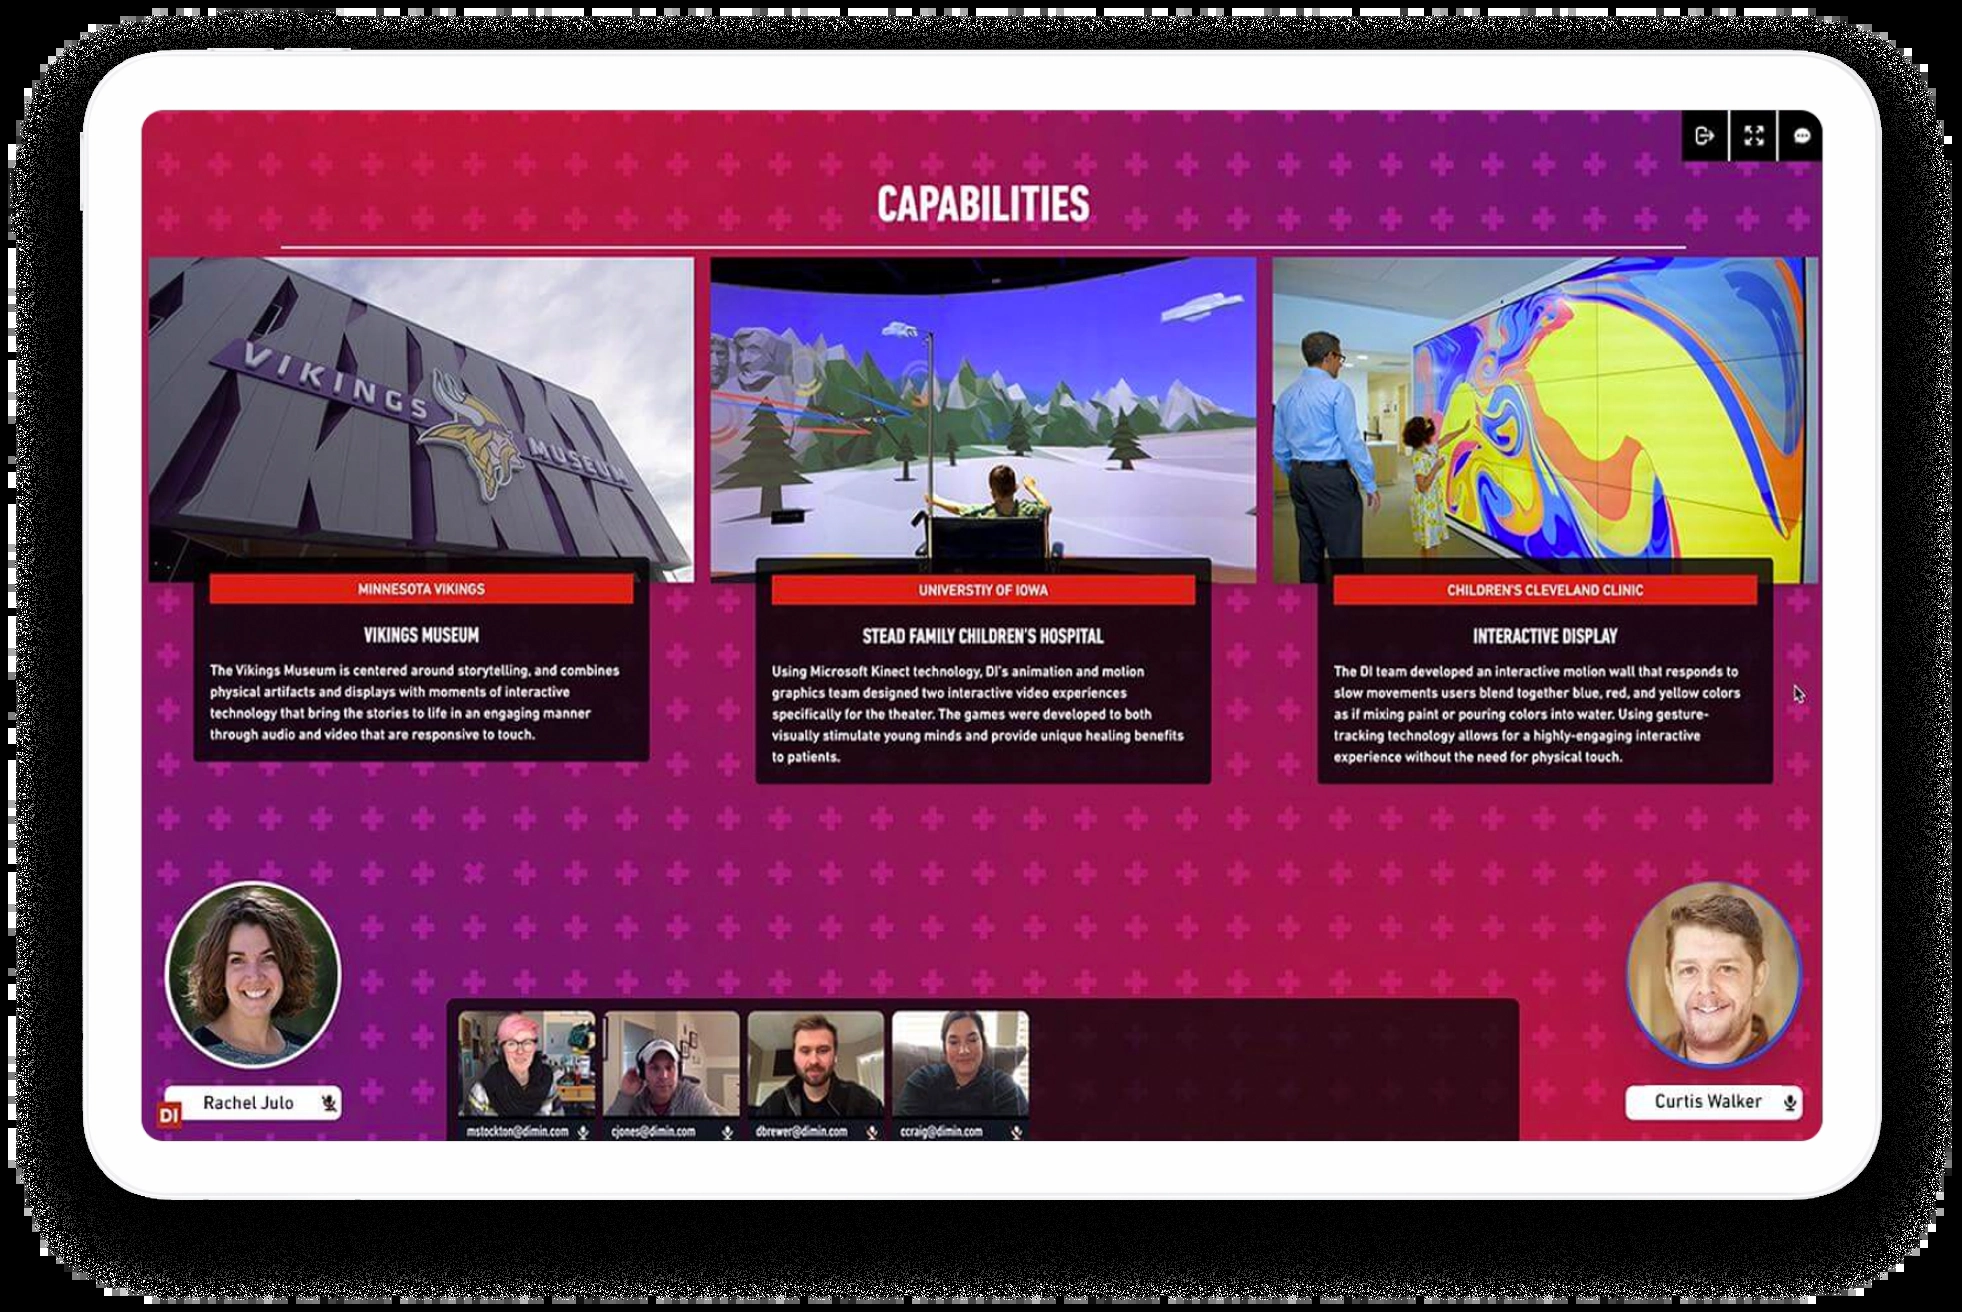 CAPABILITIES
VIKINGS MUSEUM
MINNESOTA VIKINGS
VIKINGS MUSEUM
The Vikings Museum is centered around storytelling, and combines
physical artifacts and displays with moments of interactive
technology that bring the stories to life in an engaging manner
through audio and video that are responsive to touch.
UNIVERSTIY OF IOWA
STEAD FAMILY CHILDREN'S HOSPITAL
Using Microsoft Kinect technology, DI's animation and motion
graphics team designed two interactive video experiences
specifically for the theater. The games were developed to both
visually stimulate young minds and provide unique healing benefits
to patients.
CHILDREN'S CLEVELAND CLINIC
INTERACTIVE DISPLAY
The DI team developed an interactive motion wall that responds to
slow movements users blend together blue, red, and yellow colors
as if mixing paint or pouring colors into water. Using gesture-
tracking technology allows for a highly-engaging interactive
experience without the need for physical touch.
DI
Rachel Julo
mstockton@dimin.com
cjones@dimin.com
dbrewer@dimin.com
ccraig@dimin.com
Curtis Walker